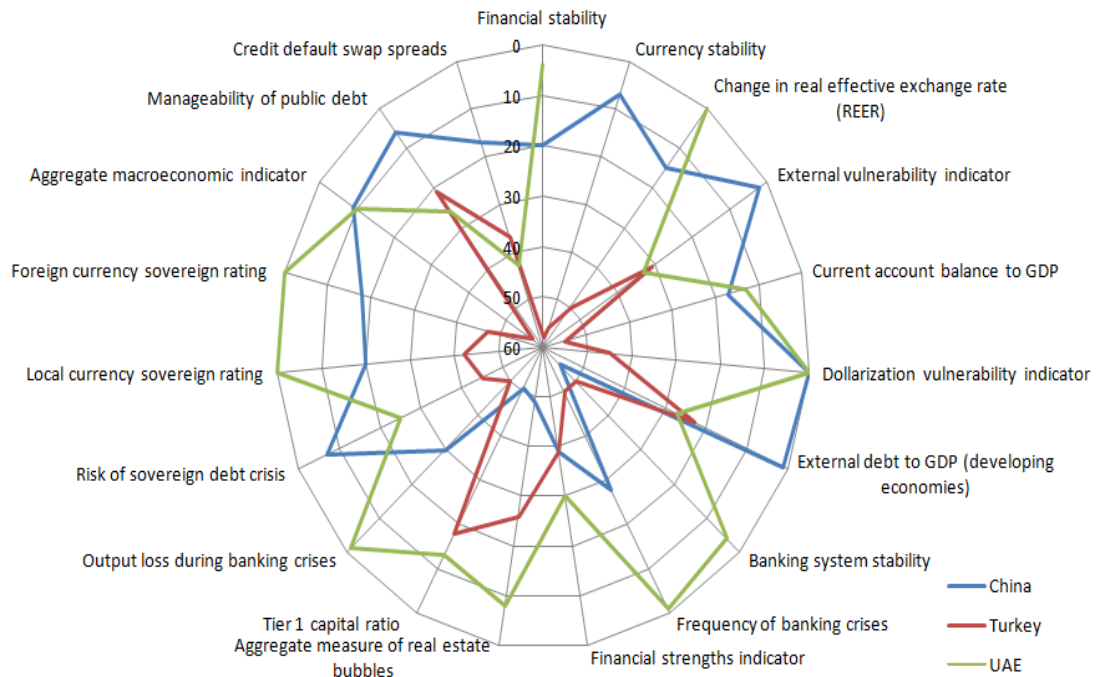 Financial stability
Currency stability
Change in real effective exchange rate
(REER)
External vulnerability indicator
Current account balance to GDP
Dollarization vulnerability indicator
External debt to GDP (developing
economies)
Banking system stability
Frequency of banking crises
Financial strengths indicator
Aggregate measure of real estate
bubbles
Tier 1 capital ratio
Output loss during banking crises
Risk of sovereign debt crisis
Local currency sovereign rating
Foreign currency sovereign rating
Aggregate macroeconomic indicator
Manageability of public debt
Credit default swap spreads
0
10
20
30
40
50
60
China
Turkey
UAE